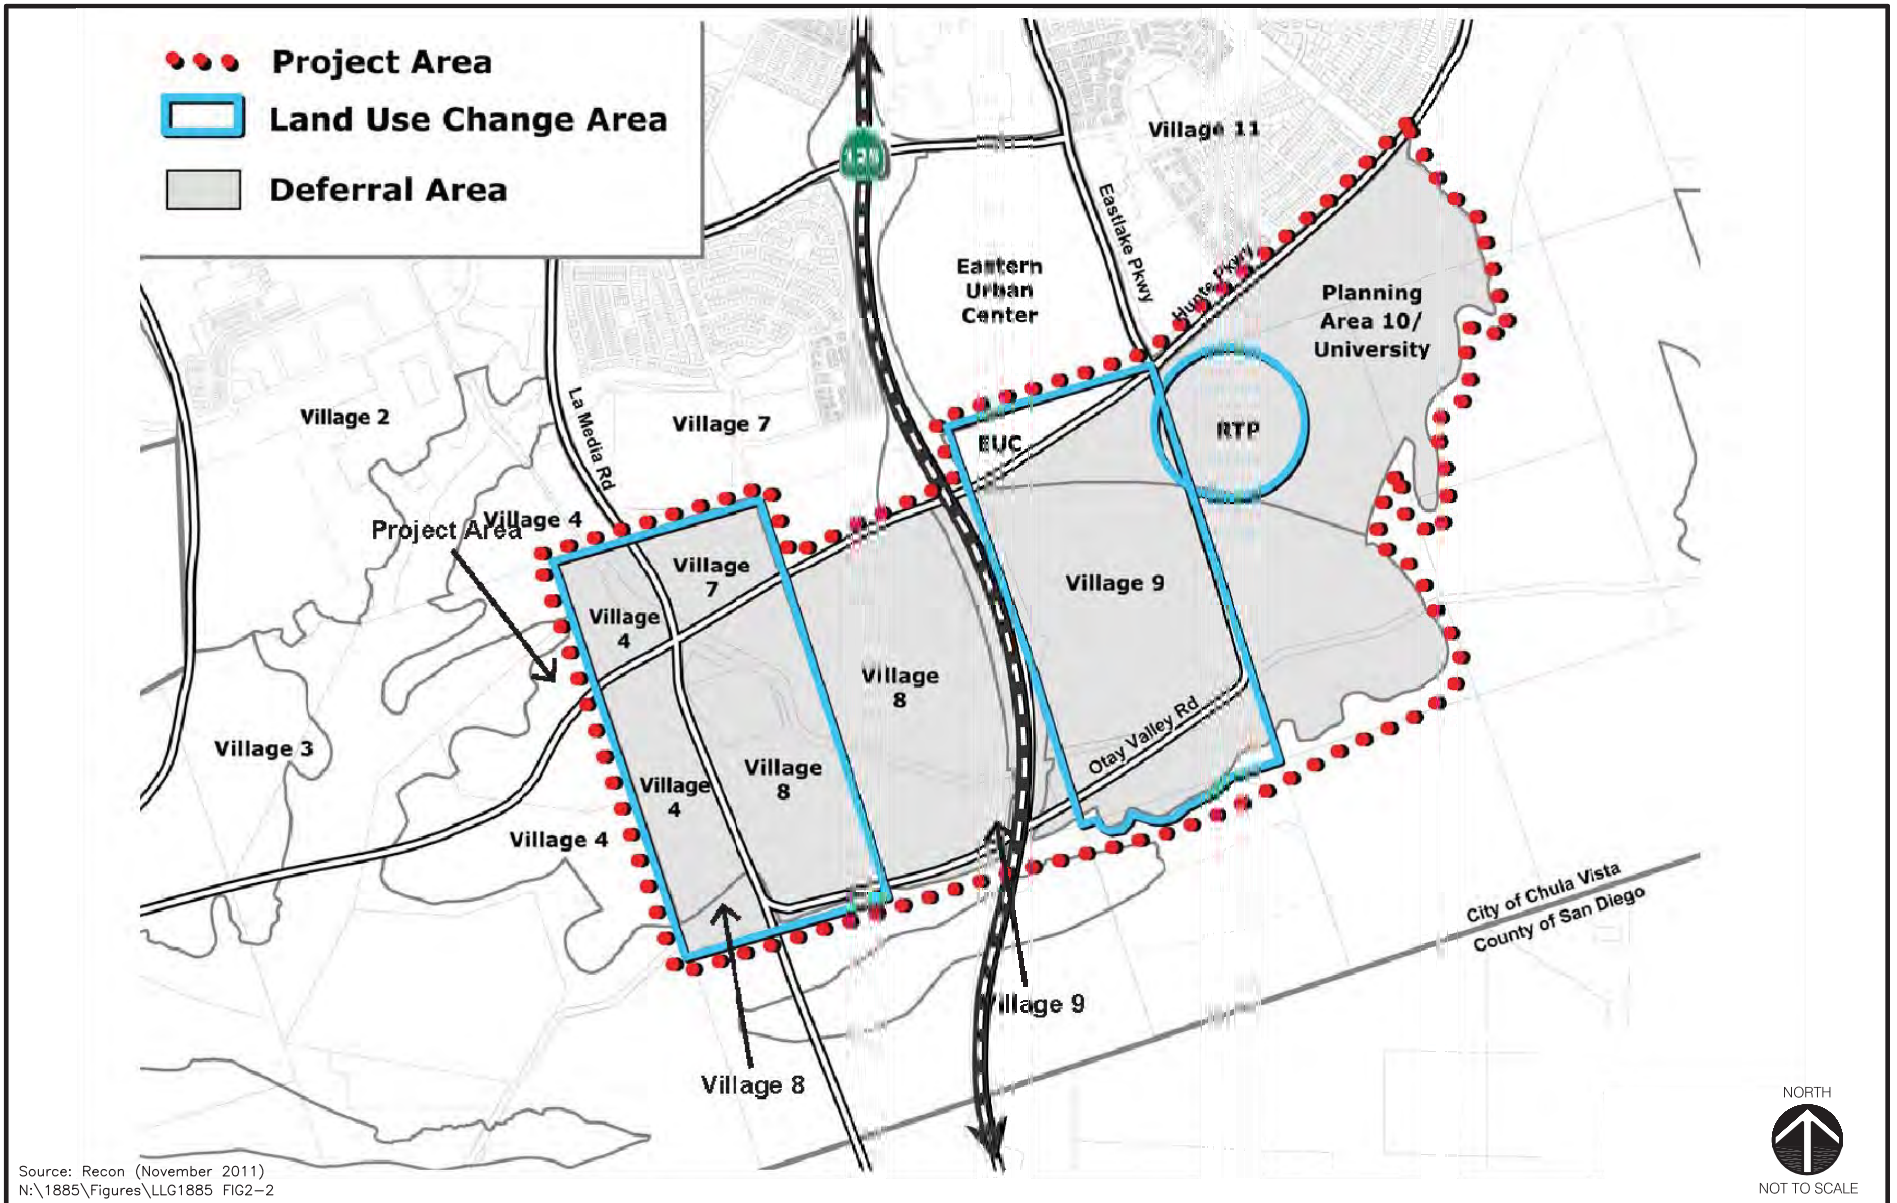 Project Area
Land Use Change Area
Deferral Area
Village 11
Eastlake Pkwy
Hunte Pkwy
Eastern
Urban
Center
Planning
Area 10/
University
Village 2
La Media Rd
Village 7
EUC
RTP
Village 4
Project Area
Village
7
Village
4
Village 9
Village
8
Village 3
Village
4
Village
8
Otay Valley Rd
Village 4
City of Chula Vista
County of San Diego
Village 9
Village 8
NORTH
NOT TO SCALE
Source: Recon (November 2011)
N:\1885\Figures\LLG1885 FIG2-2